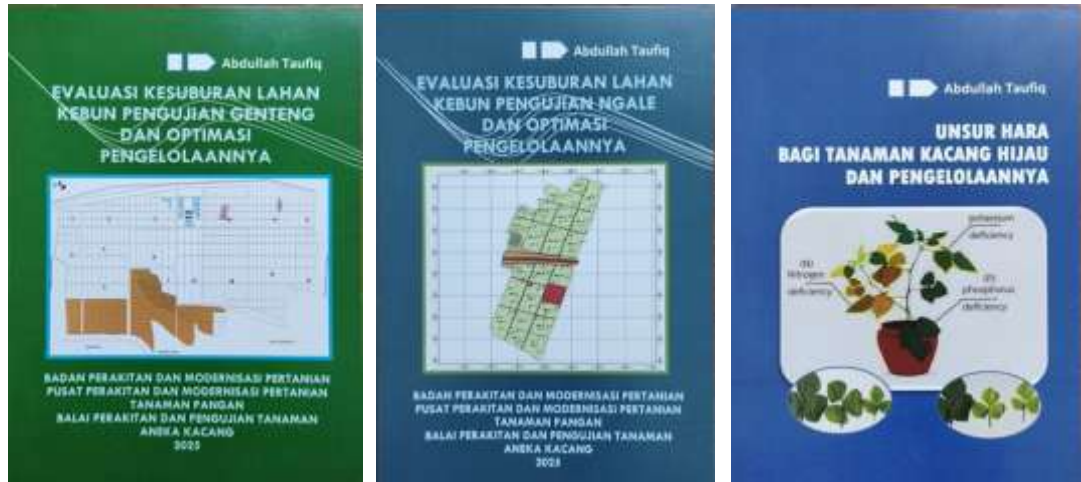 Abdullah Taufiq
EVALUASI KESUBURAN LAHAN
KEBUN PENGUJIAN GENTENG
DAN OPTIMASI
PENGELOLAANNYA
BADAN PERAKITAN DAN MODERNISASI PERTANIAN
PUSAT PERAKITAN DAN MODERNISASI PERTANIAN
TANAMAN PANGAN
BALAI PERAKITAN DAN PENGUJIAN TANAMAN
ANEKA KACANG
2025
Abdullah Taufiq
EVALUASI KESUBURAN LAHAN
KEBUN PENGUJIAN NGALE
DAN OPTIMASI
PENGELOLAANNYA
BADAN PERAKITAN DAN MODERNISASI PERTANIAN
PUSAT PERAKITAN DAN MODERNISASI PERTANIAN
TANAMAN PANGAN
BALAI PERAKITAN DAN PENGUJIAN TANAMAN
ANEKA KACANG
2025
Abdullah Taufiq
UNSUR HARA
BAGI TANAMAN KACANG HIJAU
DAN PENGELOLAANNYA
potassium
deficiency
(N)
Nitrogen
deficiency
(P)
phosphorus
deficiency